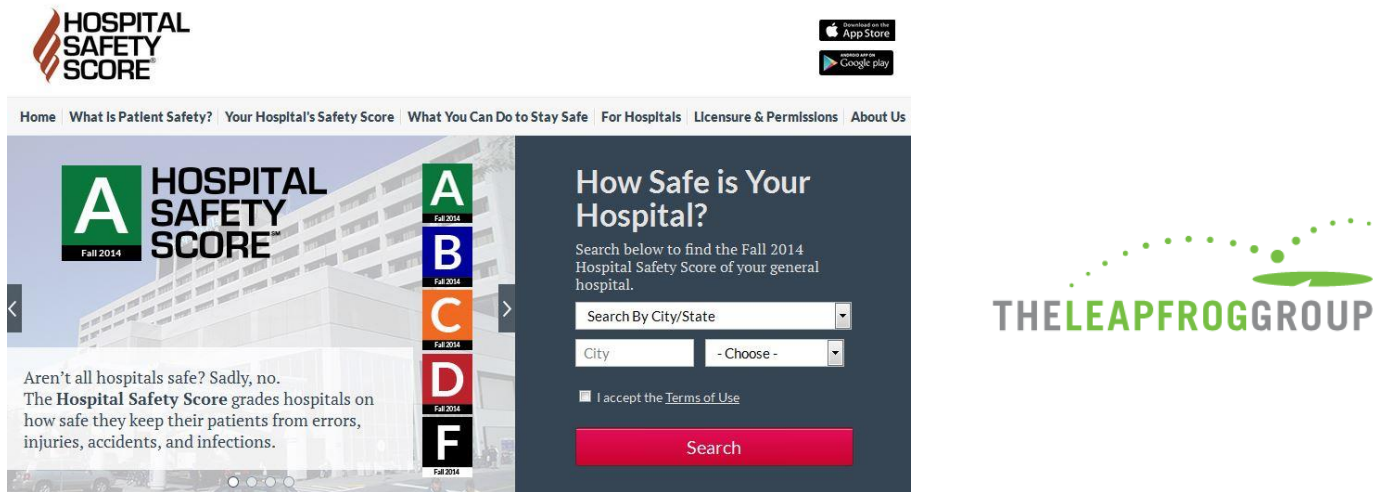 HOSPITAL
SAFETY
SCORE®
Download on the
App Store
ANDROID APP ON
Google play
Home What is Patient Safety? Your Hospital's Safety Score What You Can Do to Stay Safe For Hospitals Licensure & Permissions About Us
A
Fall 2014
HOSPITAL
SAFETY
SCORE℠
A
Fall 2014
B
Fall 2014
C
Fall 2014
D
Fall 2014
F
Fall 2014
Aren't all hospitals safe? Sadly, no.
The Hospital Safety Score grades hospitals on
how safe they keep their patients from errors,
injuries, accidents, and infections.
How Safe is Your
Hospital?
Search below to find the Fall 2014
Hospital Safety Score of your general
hospital.
Search By City/State
City - Choose -
I accept the Terms of Use
Search
THELEAPFROGGROUP